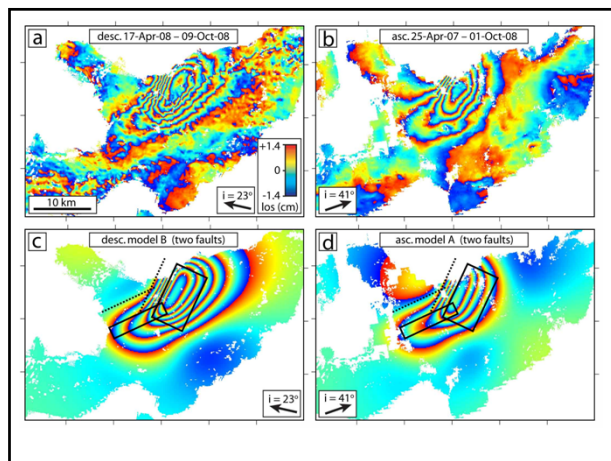 a
desc. 17-Apr-08 – 09-Oct-08
b
asc. 25-Apr-07 – 01-Oct-08
+1.4
0
-1.4
los (cm)
10 km
i = 23°
i = 41°
c
desc. model B (two faults)
d
asc. model A (two faults)
i = 23°
i = 41°